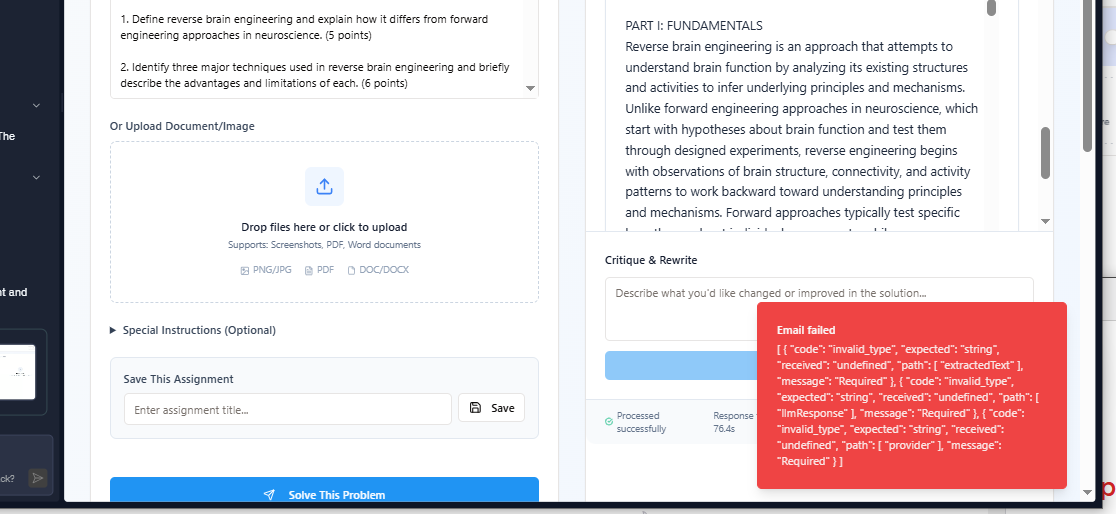 The
nt and
ck?
1. Define reverse brain engineering and explain how it differs from forward
engineering approaches in neuroscience. (5 points)
2. Identify three major techniques used in reverse brain engineering and briefly
describe the advantages and limitations of each. (6 points)
Or Upload Document/Image
Drop files here or click to upload
Supports: Screenshots, PDF, Word documents
PNG/JPG PDF DOC/DOCX
Special Instructions (Optional)
Save This Assignment
Enter assignment title...
Save
Solve This Problem
PART I: FUNDAMENTALS
Reverse brain engineering is an approach that attempts to
understand brain function by analyzing its existing structures
and activities to infer underlying principles and mechanisms.
Unlike forward engineering approaches in neuroscience, which
start with hypotheses about brain function and test them
through designed experiments, reverse engineering begins
with observations of brain structure, connectivity, and activity
patterns to work backward toward understanding principles
and mechanisms. Forward approaches typically test specific
Critique & Rewrite
Describe what you'd like changed or improved in the solution...
Processed
successfully
Response
76.4s
Email failed
[ { "code": "invalid_type", "expected": "string",
"received": "undefined", "path": [ "extractedText" ],
"message": "Required" }, { "code": "invalid_type",
"expected": "string", "received": "undefined", "path": [
"llmResponse" ], "message": "Required" }, { "code":
"invalid_type", "expected": "string", "received":
"undefined", "path": [ "provider" ], "message":
"Required" } ]